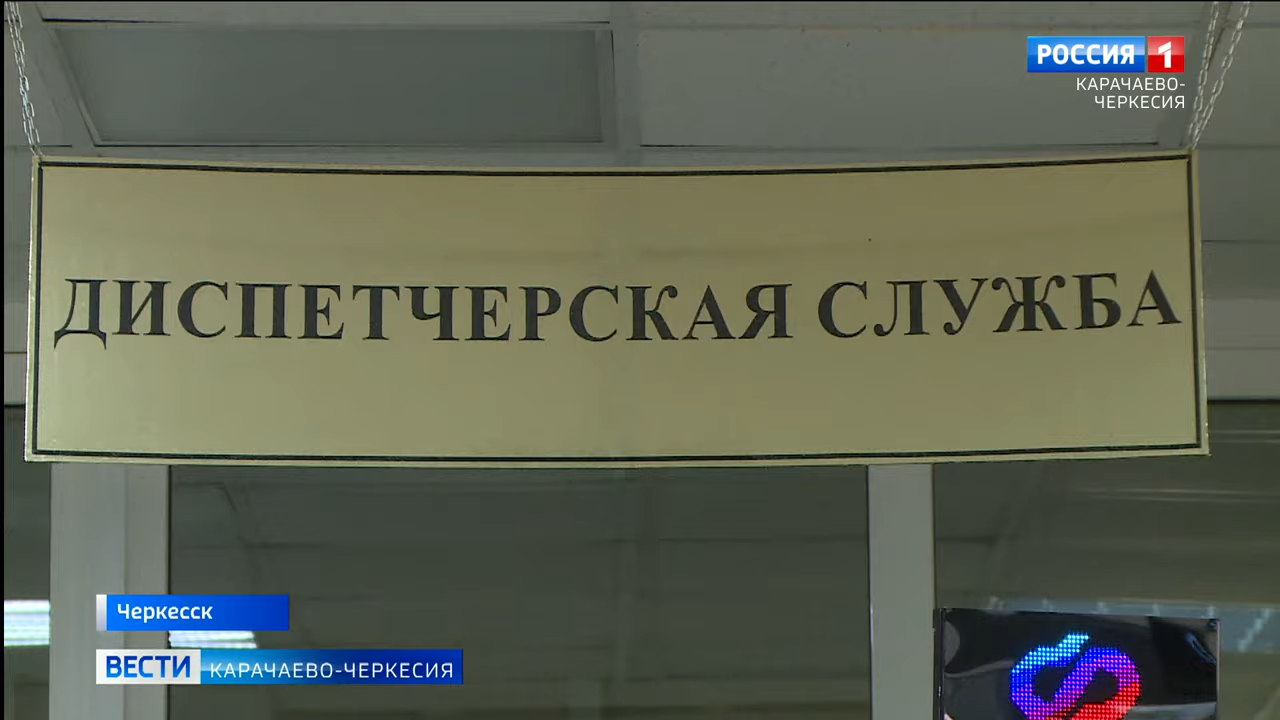 РОССИЯ 1
КАРАЧАЕВО-
ЧЕРКЕСИЯ
ДИСПЕТЧЕРСКАЯ СЛУЖБА
Черкесск
ВЕСТИ КАРАЧАЕВО-ЧЕРКЕСИЯ